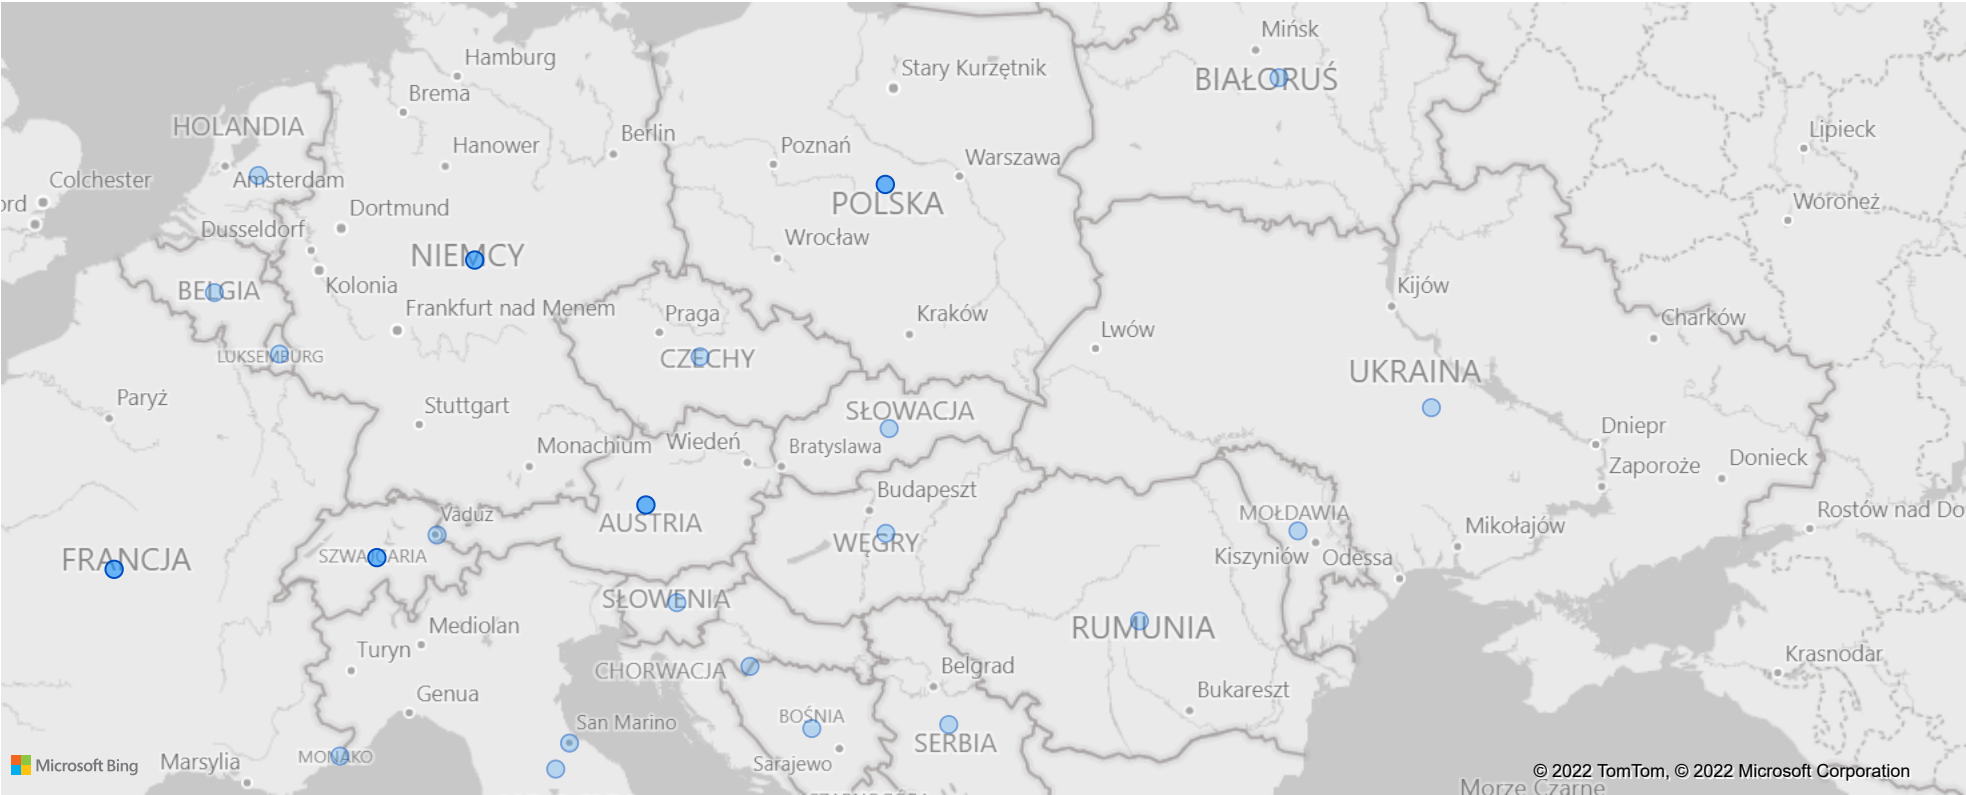 Mińsk
Hamburg
Stary Kurzętnik
BIAŁORUŚ
Brema
HOLANDIA
Lipieck
Berlin
Hanower
Poznań
Warszawa
Colchester
Amsterdam
ord
Dortmund
POLSKA
Woroneż
Dusseldorf
Wrocław
NIEMCY
Kolonia
Kijów
BELGIA
Frankfurt nad Menem
Praga
Kraków
Charków
Lwów
LUKSEMBURG
CZECHY
UKRAINA
Paryż
Stuttgart
SŁOWACJA
Dniepr
Monachium
Wiedeń
Bratysława
Donieck
Zaporoże
Budapeszt
Vaduz
AUSTRIA
MOŁDAWIA
Rostów nad Do
Mikołajów
WĘGRY
FRANCJA
SZWAJCARIA
Kiszyniów
Odessa
SŁOWENIA
Mediolan
RUMUNIA
Turyn
Krasnodar
CHORWACJA
Belgrad
Genua
Bukareszt
BOŚNIA
San Marino
SERBIA
MONAKO
Marsylia
Sarajewo
Microsoft Bing
© 2022 TomTom, © 2022 Microsoft Corporation
Morze Czarne